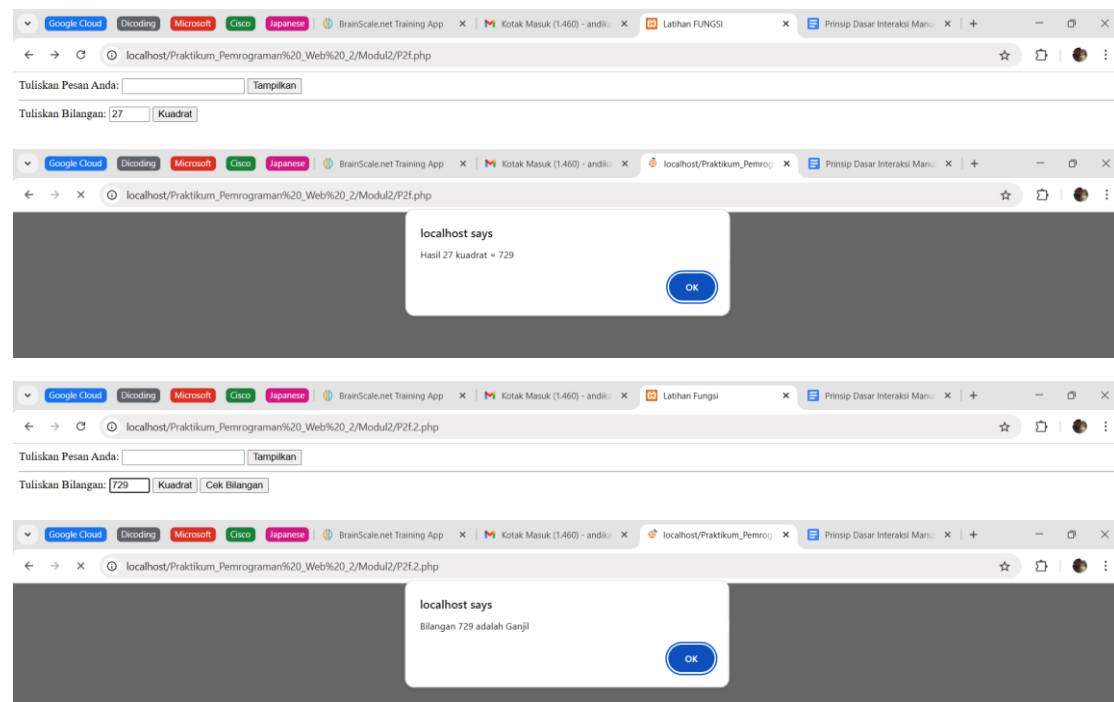 Google Cloud Dicoding Microsoft Cisco Japanese BrainScale.net Training App Kotak Masuk (1.460) - andik Latihan FUNGSI Prinsip Dasar Interaksi Manu
localhost/Praktikum_Pemrograman%20_Web%20_2/Modul2/P2f.php
Tuliskan Pesan Anda: Tampilkan
Tuliskan Bilangan: 27 Kuadrat
Google Cloud Dicoding Microsoft Cisco Japanese BrainScale.net Training App Kotak Masuk (1.460) - andik localhost/Praktikum_Pemrog Prinsip Dasar Interaksi Manu
localhost/Praktikum_Pemrograman%20_Web%20_2/Modul2/P2f.php
localhost says
Hasil 27 kuadrat = 729
OK
Google Cloud Dicoding Microsoft Cisco Japanese BrainScale.net Training App Kotak Masuk (1.460) - andik Latihan Fungsi Prinsip Dasar Interaksi Manu
localhost/Praktikum_Pemrograman%20_Web%20_2/Modul2/P2f.2.php
Tuliskan Pesan Anda: Tampilkan
Tuliskan Bilangan: 729 Kuadrat Cek Bilangan
Google Cloud Dicoding Microsoft Cisco Japanese BrainScale.net Training App Kotak Masuk (1.460) - andik localhost/Praktikum_Pemrog Prinsip Dasar Interaksi Manu
localhost/Praktikum_Pemrograman%20_Web%20_2/Modul2/P2f.2.php
localhost says
Bilangan 729 adalah Ganjil
OK